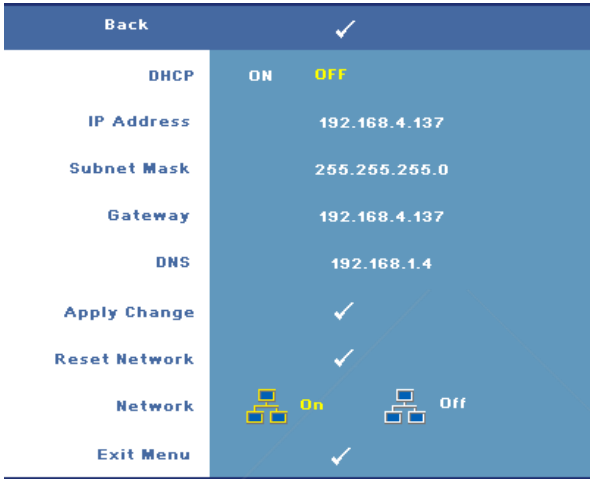 Back
DHCP ON OFF
IP Address 192.168.4.137
Subnet Mask 255.255.255.0
Gateway 192.168.4.137
DNS 192.168.1.4
Apply Change
Reset Network
Network On Off
Exit Menu